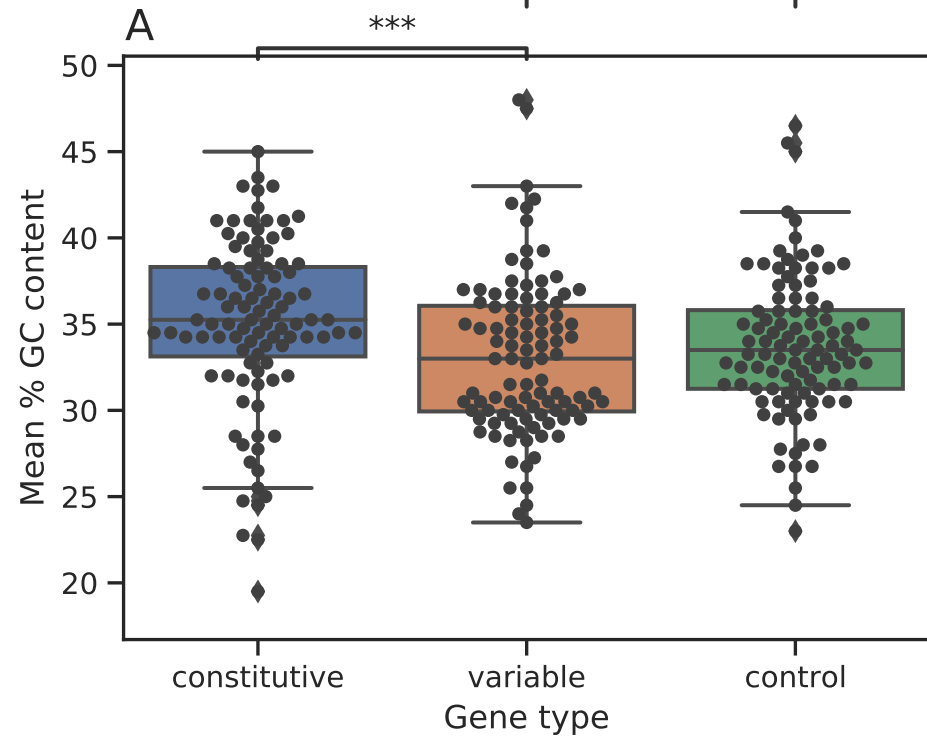 A
***
50
45
40
35
30
25
20
Mean % GC content
constitutive variable control
Gene type